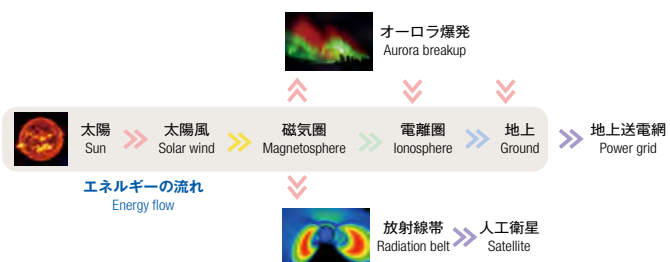 オーロラ爆発
Aurora breakup
太陽
Sun
太陽風
Solar wind
磁気圏
Magnetosphere
電離圏
Ionosphere
地上
Ground
地上送電網
Power grid
エネルギーの流れ
Energy flow
放射線帯
Radiation belt
人工衛星
Satellite